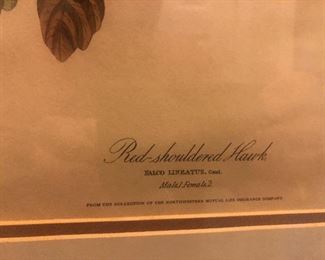 Red-shouldered Hawk
FALCO LINEATUS, Gmel.
Male 1 Female 2
FROM THE COLLECTION OF THE NORTHWESTERN MUTUAL LIFE INSURANCE COMPANY